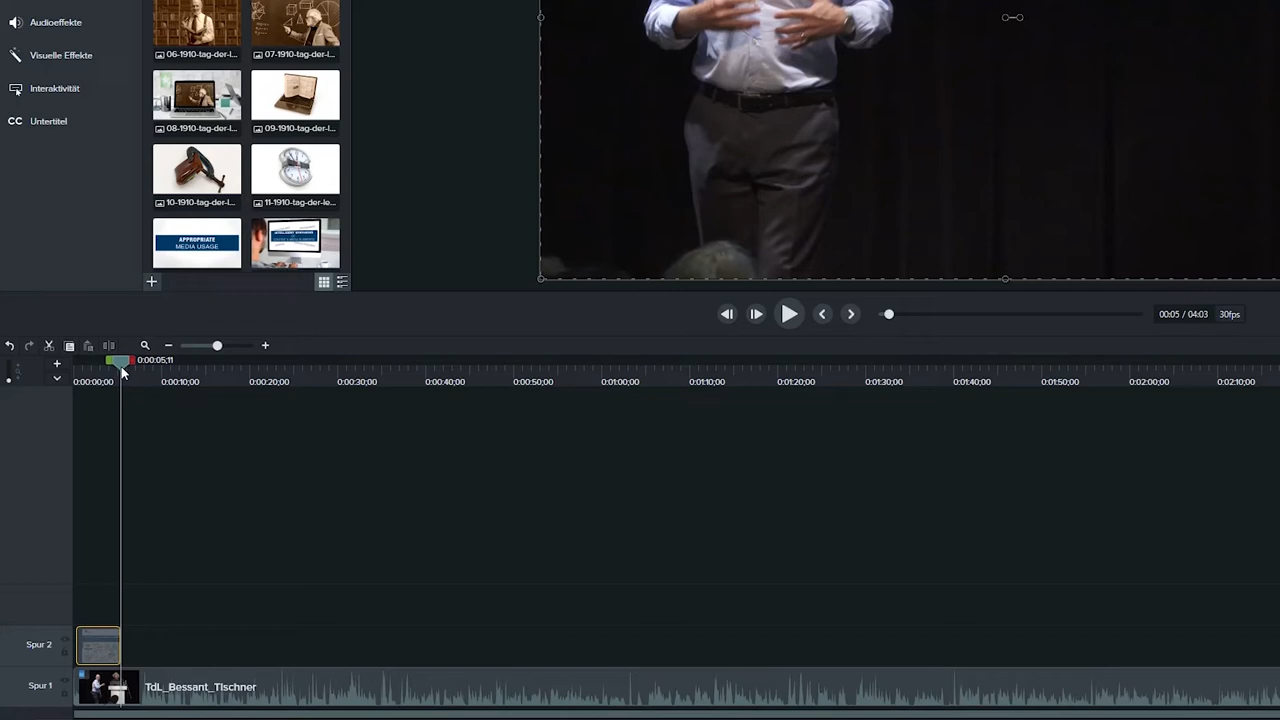 Audioeffekte
Visuelle Effekte
Interaktivität
CC Untertitel
06-1910-tag-der-l...
07-1910-tag-der-l...
08-1910-tag-der-l...
09-1910-tag-der-l...
10-1910-tag-der-l...
11-1910-tag-der-le...
APPROPRIATE
MEDIA USAGE
00:05 / 04:03
30fps
0:00:05;11
0:00:00;00
0:00:10;00
0:00:20;00
0:00:30;00
0:00:40;00
0:00:50;00
0:01:00;00
0:01:10;00
0:01:20;00
0:01:30;00
0:01:40;00
0:01:50;00
0:02:00;00
0:02:10;00
Spur 2
Spur 1
TdL_Bessant_TIschner